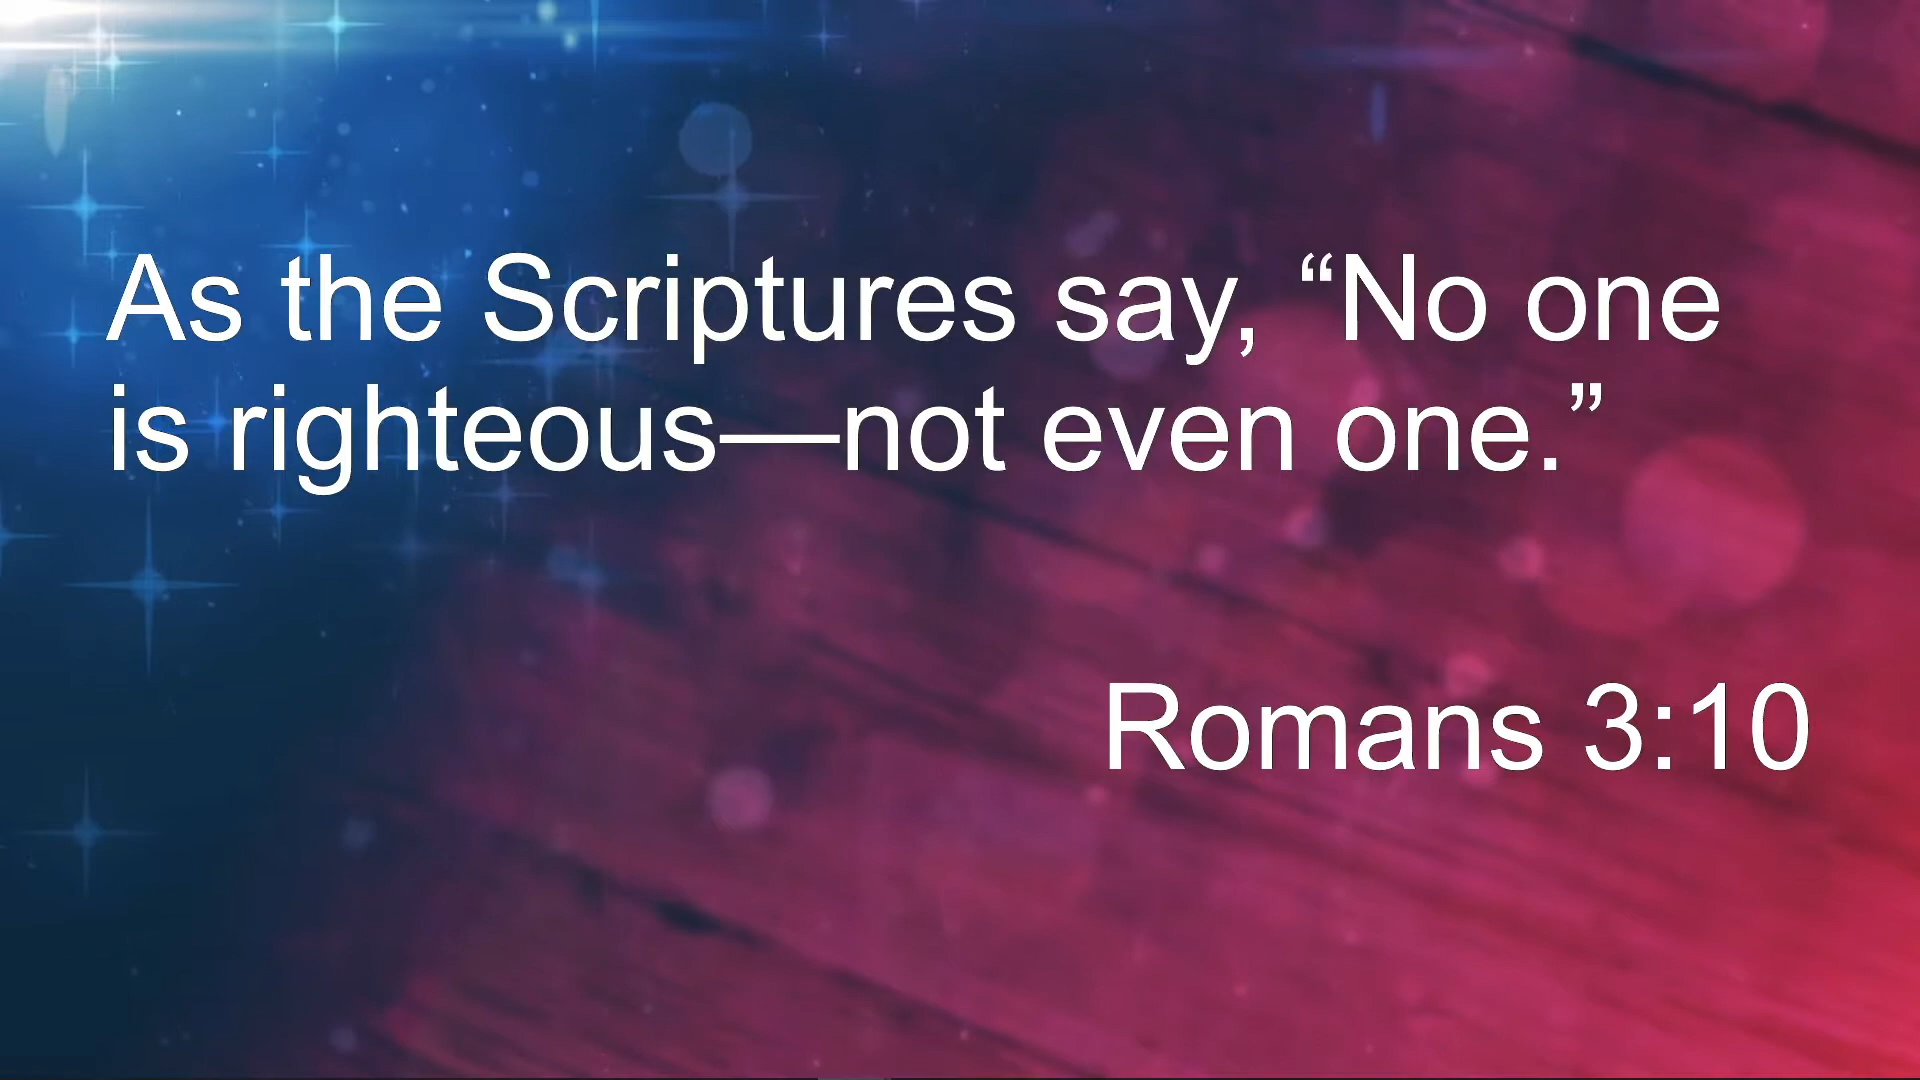 As the Scriptures say, “No one
is righteous—not even one.”
Romans 3:10